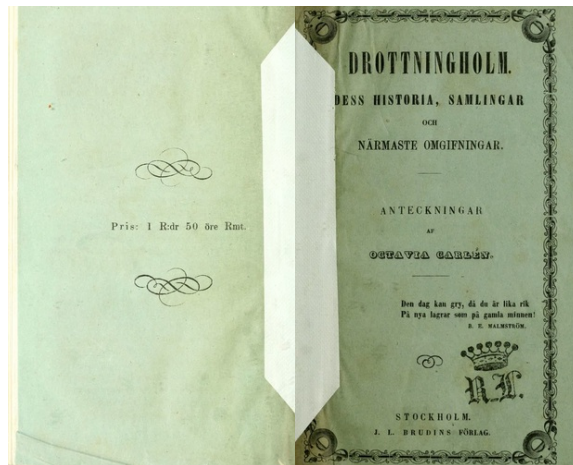 Pris: 1 R:dr 50 öre Rmt.
DROTTNINGHOLM.
DESS HISTORIA, SAMLINGAR
OCH
NÄRMASTE OMGIFNINGAR.
ANTECKNINGAR
AF
OCTAVIA CARLÉN.
Den dag kan gry, då du är lika rik
På nya lagrar som på gamla minnen!
B. E. MALMSTRÖM.
R.L.
STOCKHOLM.
J. L. BRUDINS FÖRLAG.